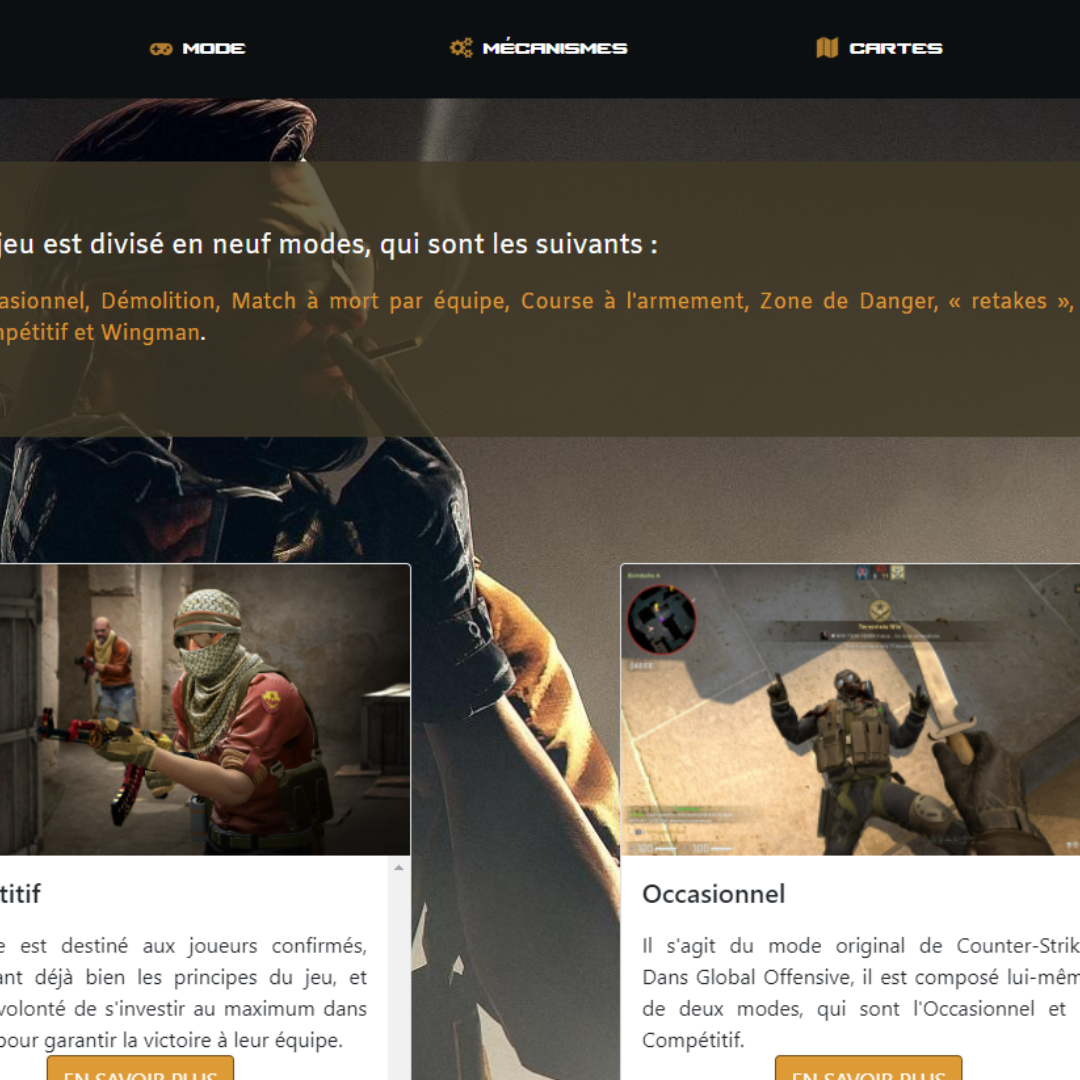 MODE
MÉCANISMES
CARTES
jeu est divisé en neuf modes, qui sont les suivants :
asionnel, Démolition, Match à mort par équipe, Course à l'armement, Zone de Danger, « retakes »,
pétitif et Wingman.
titif
e est destiné aux joueurs confirmés,
ant déjà bien les principes du jeu, et
volonté de s'investir au maximum dans
pour garantir la victoire à leur équipe.
EN SAVOIR PLUS
Occasionnel
Il s'agit du mode original de Counter-Strik
Dans Global Offensive, il est composé lui-mêm
de deux modes, qui sont l'Occasionnel et
Compétitif.
EN SAVOIR PLUS